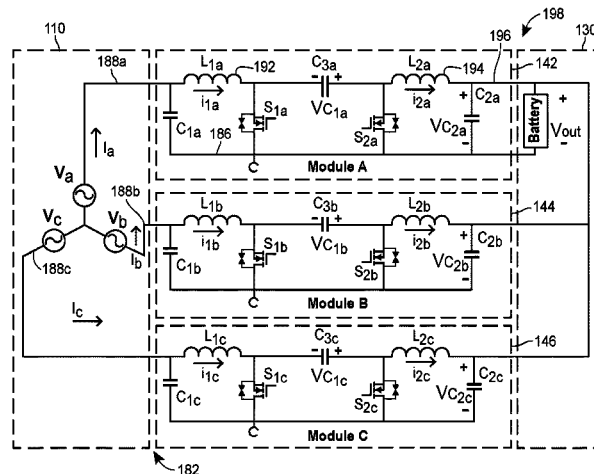 110
198
130
188a
L1a
192
C3a
L2a
194
196
142
i1a
VC1a
i2a
C2a
S1a
S2a
C1a
186
VC2a
Battery
Vout
Module A
Ia
Va
Vc
Vb
188b
Ib
188c
L1b
C3b
L2b
144
i1b
VC1b
i2b
C2b
S1b
S2b
C1b
VC2b
Module B
Ic
L1c
C3c
L2c
146
i1c
VC1c
i2c
C2c
S1c
S2c
C1c
VC2c
Module C
182